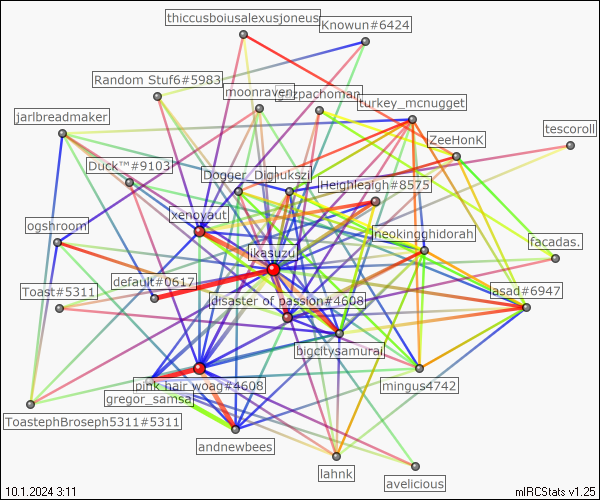 thiccusboiusalexusjoneus
Knowun#6424
Random Stuf6#5983
moonraven
turkey_mcnugget
jarlbreadmaker
ZeeHonK
tescoroll
Duck™#9103
Heighleaigh#8575
xenoyaut
ogshroom
neokingghidorah
ikasuzu
facadas.
default#0617
Toast#5311
asad#6947
disaster of passion#4608
bigcitysamurai
pink hair woag#4608
mingus4742
gregor_samsa
ToastephBroseph5311#5311
andnewbees
lahnk
avelicious
10.1.2024 3:11
mIRCStats v1.25